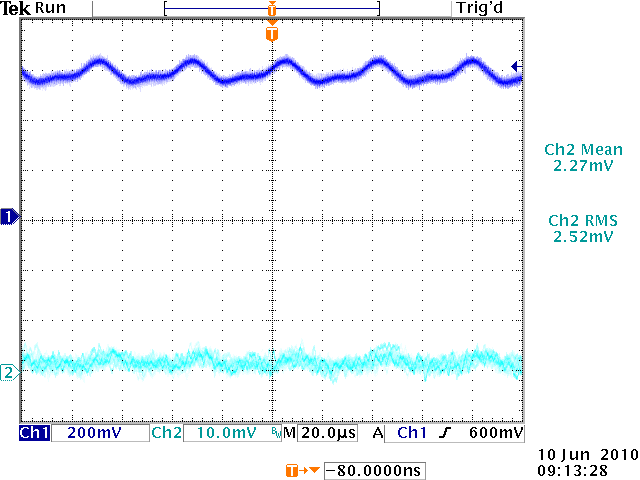 Tek Run Trig'd
T
T
Ch2 Mean
2.27mV
1
Ch2 RMS
2.52mV
2
Ch1 200mV Ch2 10.0mV BW M 20.0µs A Ch1 600mV
T -80.0000ns
10 Jun 2010
09:13:28